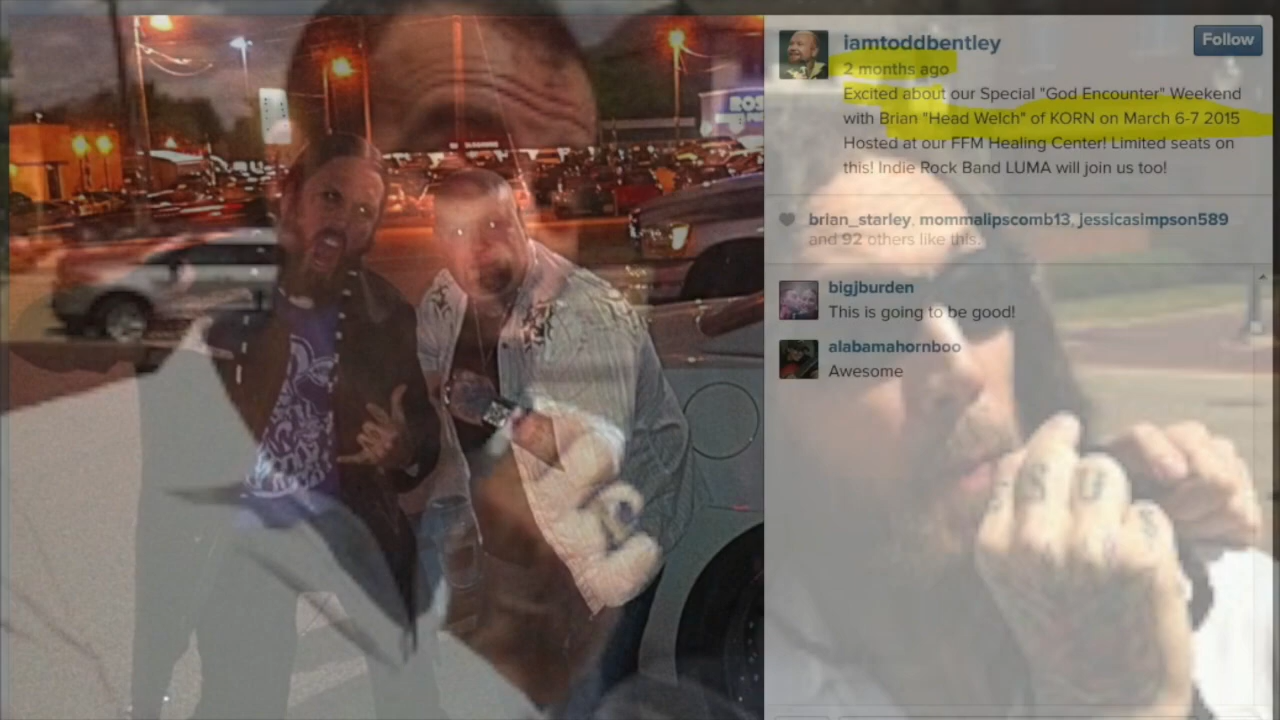 iamtoddbentley
Follow
2 months ago
Excited about our Special "God Encounter" Weekend
with Brian "Head Welch" of KORN on March 6-7 2015
Hosted at our FFM Healing Center! Limited seats on
this! Indie Rock Band LUMA will join us too!
brian_starley, mommalipscomb13, jessicasimpson589
and 92 others like this.
bigjburden
This is going to be good!
alabamahornboo
Awesome